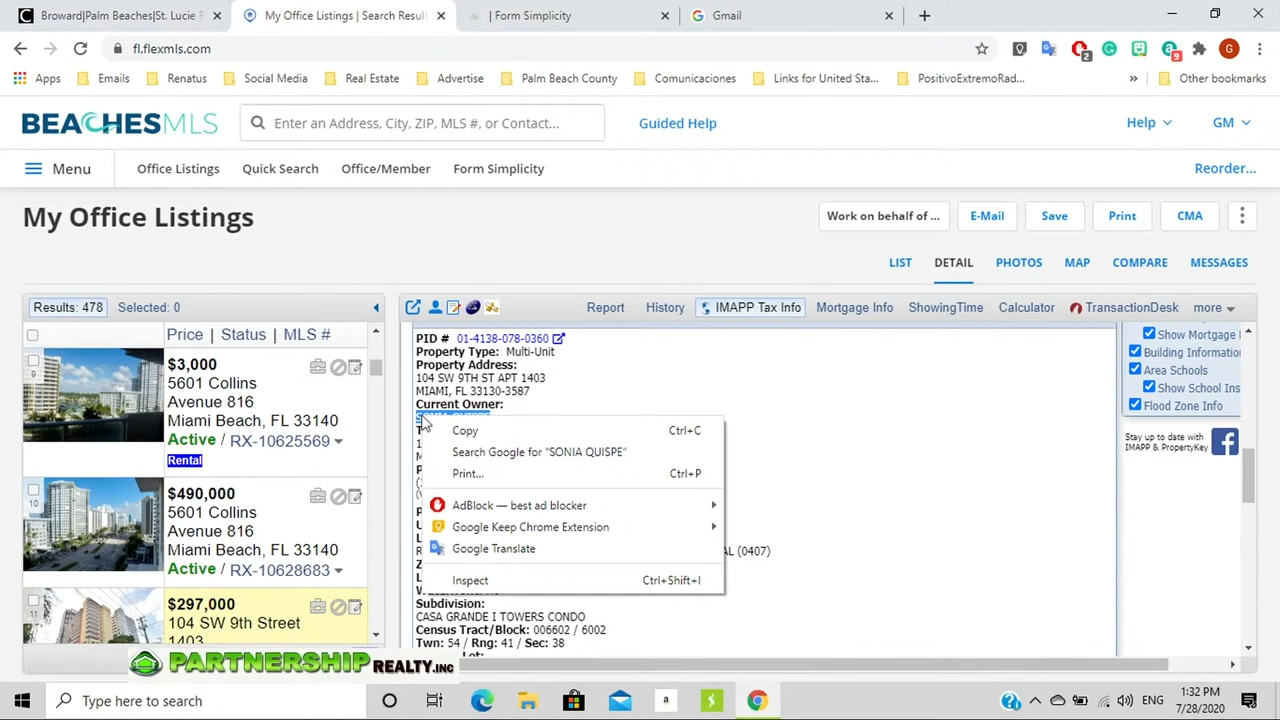 Broward|Palm Beaches|St. Lucie R
My Office Listings | Search Result
| Form Simplicity
Gmail
fl.flexmls.com
2
9
G
Apps
Emails
Renatus
Social Media
Real Estate
Advertise
Palm Beach County
Comunicaciones
Links for United Sta...
PositivoExtremoRad...
»
Other bookmarks
BEACHESMLS
Enter an Address, City, ZIP, MLS #, or Contact...
Guided Help
Help
GM
Menu
Office Listings
Quick Search
Office/Member
Form Simplicity
Reorder...
My Office Listings
Work on behalf of ...
E-Mail
Save
Print
CMA
LIST
DETAIL
PHOTOS
MAP
COMPARE
MESSAGES
Results: 478
Selected: 0
Report
History
IMAPP Tax Info
Mortgage Info
ShowingTime
Calculator
TransactionDesk
more
Price | Status | MLS #
9
$3,000
5601 Collins
Avenue 816
Miami Beach, FL 33140
Active / RX-10625569
Rental
10
$490,000
5601 Collins
Avenue 816
Miami Beach, FL 33140
Active / RX-10628683
11
$297,000
104 SW 9th Street
1403
PID # 01-4138-078-0360
Property Type: Multi-Unit
Property Address:
104 SW 9TH ST APT 1403
MIAMI, FL 33130-3587
Current Owner:
Copy Ctrl+C
Search Google for "SONIA QUISPE"
Print... Ctrl+P
AdBlock — best ad blocker
Google Keep Chrome Extension
Google Translate
Inspect Ctrl+Shift+I
(0407)
Subdivision:
CASA GRANDE I TOWERS CONDO
Census Tract/Block: 006602 / 6002
Twn: 54 / Rng: 41 / Sec: 38
Show Mortgage
Building Information
Area Schools
Show School Ins
Flood Zone Info
Stay up to date with
IMAPP & PropertyKey
PARTNERSHIP REALTY.INC
Type here to search
a
ENG
1:32 PM
7/28/2020